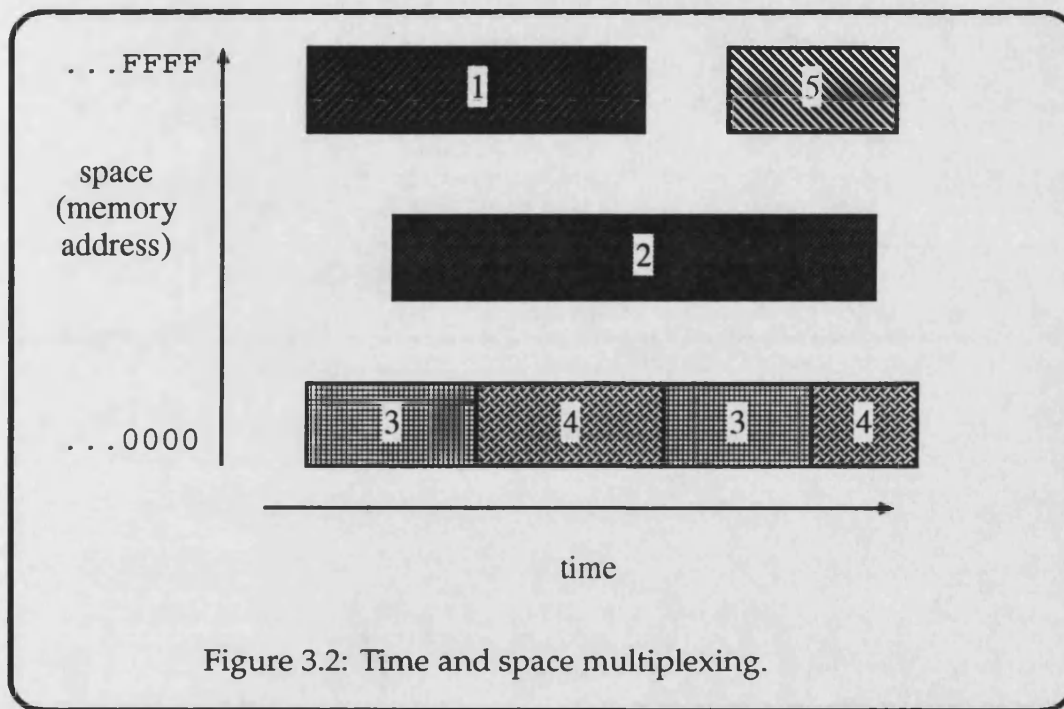 ...FFFF
1
5
space
(memory
address)
2
3
4
3
4
...0000
time
Figure 3.2: Time and space multiplexing.